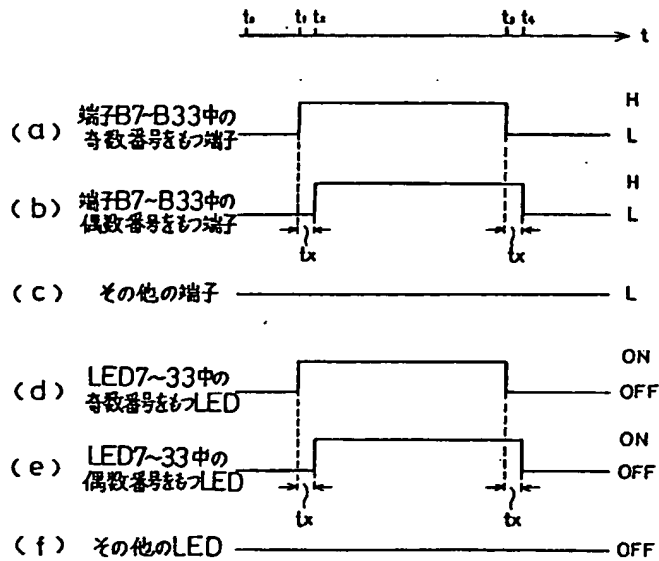 t₀ t₁ t₂ t₃ t₄
t
(a) 端子B7~B33中の
奇数番号をもつ端子
H
L
(b) 端子B7~B33中の
偶数番号をもつ端子
H
L
tx tx
(c) その他の端子 L
(d) LED7~33中の
奇数番号をもつLED
ON
OFF
(e) LED7~33中の
偶数番号をもつLED
ON
OFF
tx tx
(f) その他のLED OFF